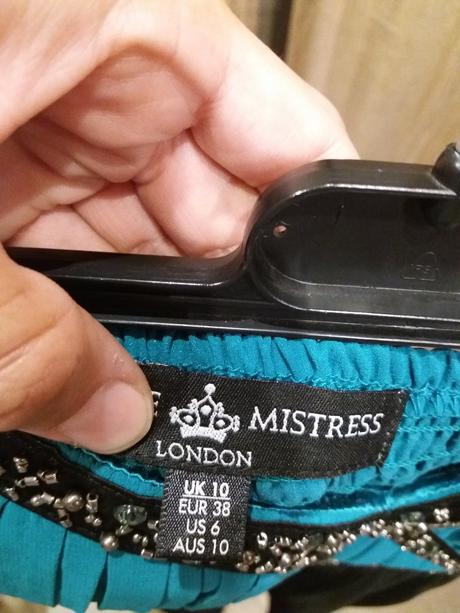 E MISTRESS
LONDON
UK 10
EUR 38
US 6
AUS 10